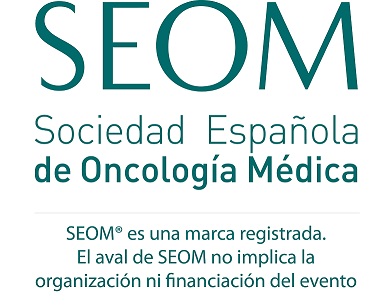 SEOM
Sociedad Española
de Oncología Médica
SEOM® es una marca registrada.
El aval de SEOM no implica la
organización ni financiación del evento